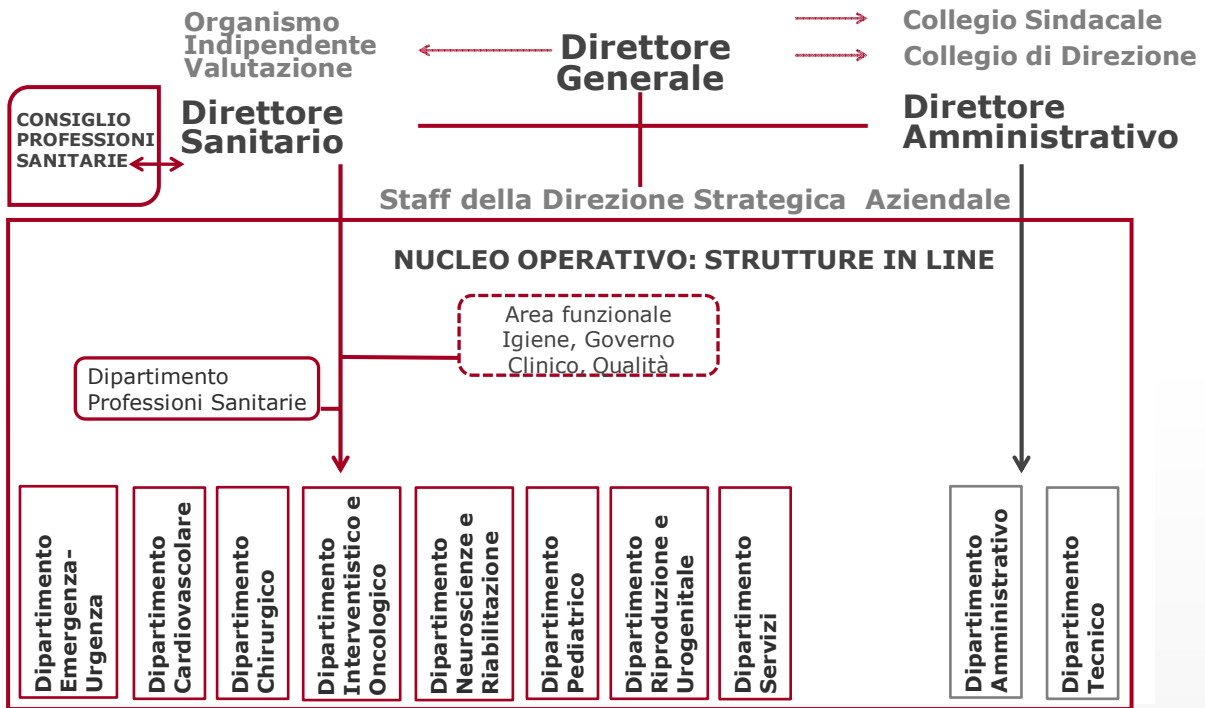 Organismo
Indipendente
Valutazione
Direttore
Generale
Collegio Sindacale
Collegio di Direzione
CONSIGLIO
PROFESSIONI
SANITARIE
Direttore
Sanitario
Direttore
Amministrativo
Staff della Direzione Strategica Aziendale
NUCLEO OPERATIVO: STRUTTURE IN LINE
Area funzionale
Igiene, Governo
Clinico, Qualità
Dipartimento
Professioni Sanitarie
Dipartimento
Emergenza-
Urgenza
Dipartimento
Cardiovascolare
Dipartimento
Chirurgico
Dipartimento
Interventistico e
Oncologico
Dipartimento
Neuroscienze e
Riabilitazione
Dipartimento
Pediatrico
Dipartimento
Riproduzione e
Urogenitale
Dipartimento
Servizi
Dipartimento
Amministrativo
Dipartimento
Tecnico